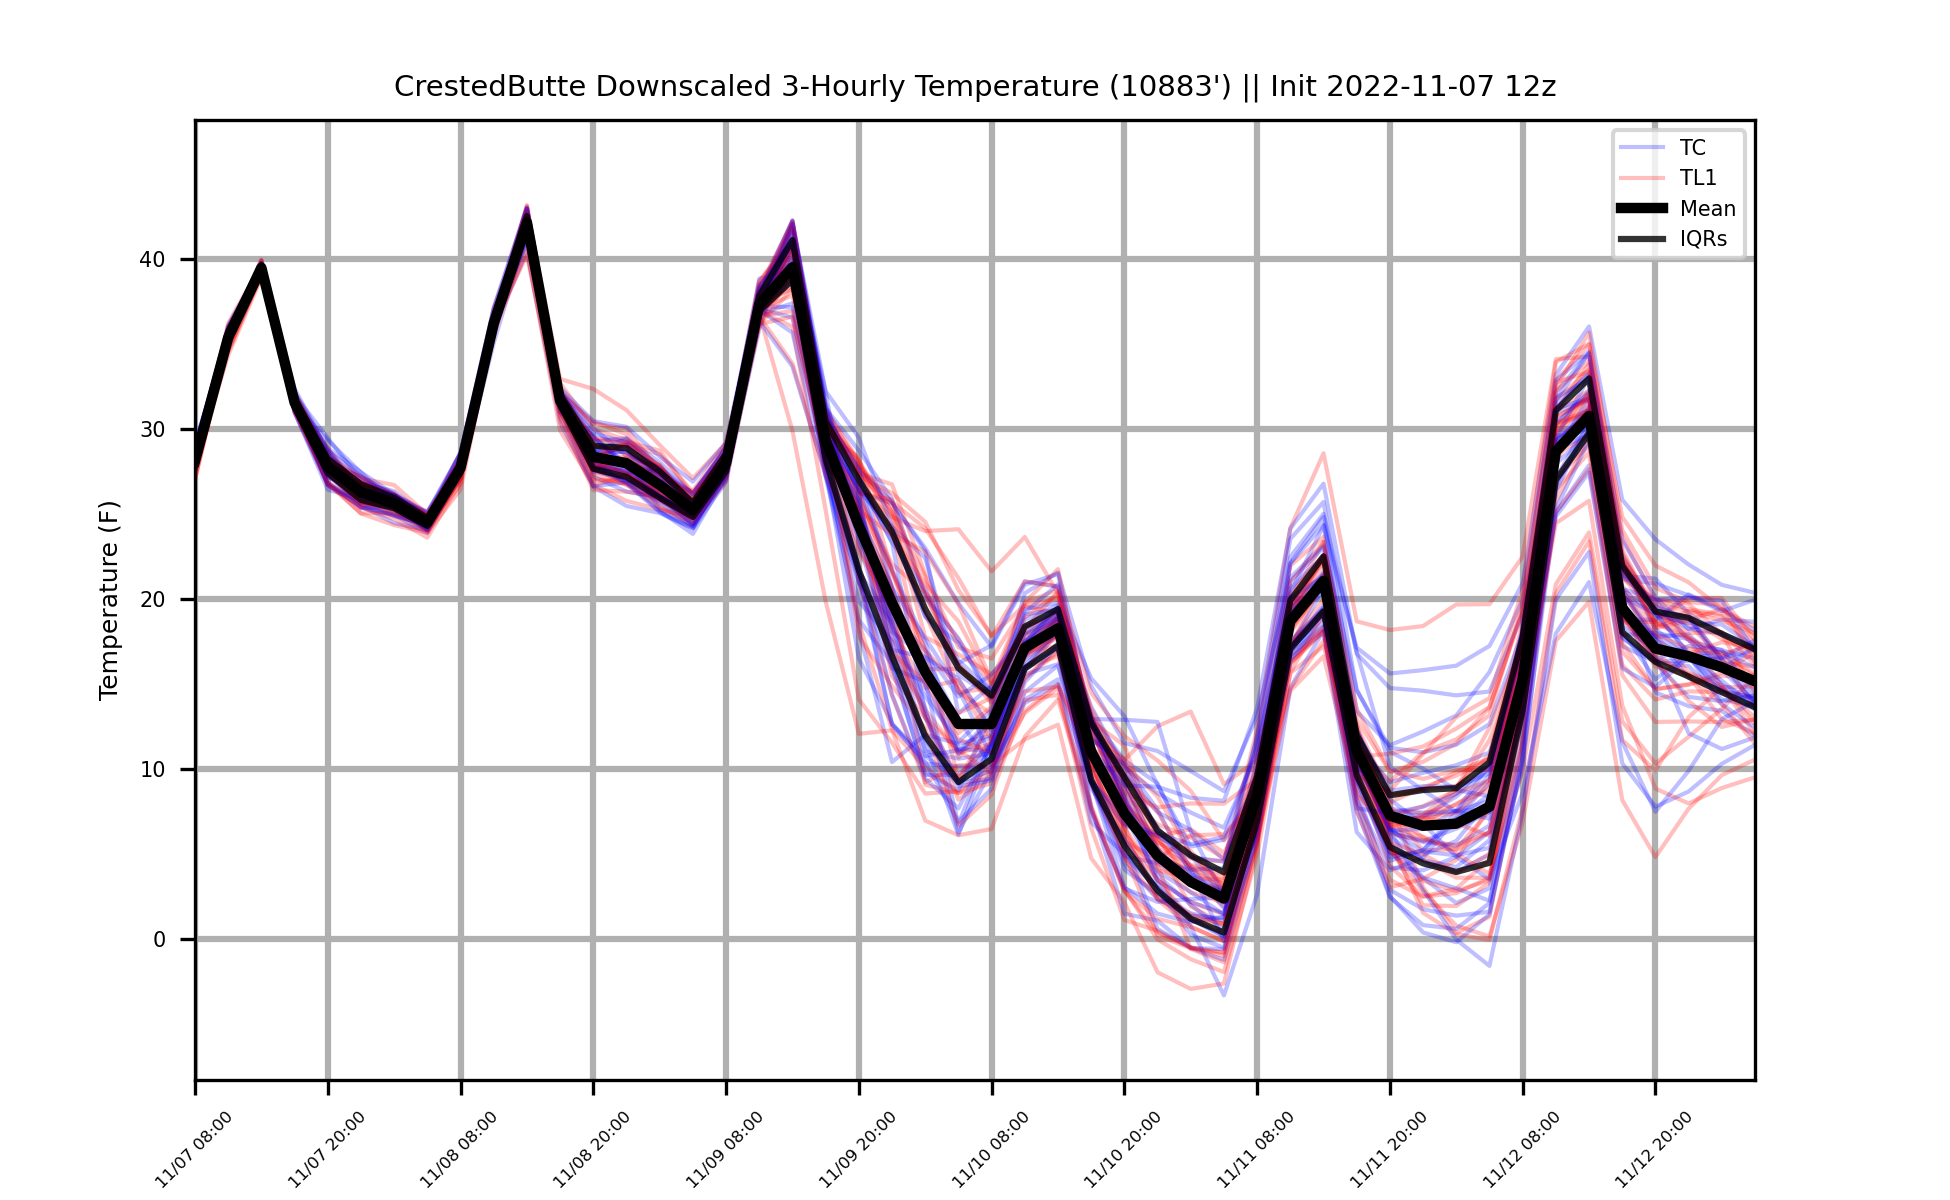 CrestedButte Downscaled 3-Hourly Temperature (10883') || Init 2022-11-07 12z
TC
TL1
Mean
IQRs
Temperature (F)
40
30
20
10
0
11/07 08:00
11/07 20:00
11/08 08:00
11/08 20:00
11/09 08:00
11/09 20:00
11/10 08:00
11/10 20:00
11/11 08:00
11/11 20:00
11/12 08:00
11/12 20:00